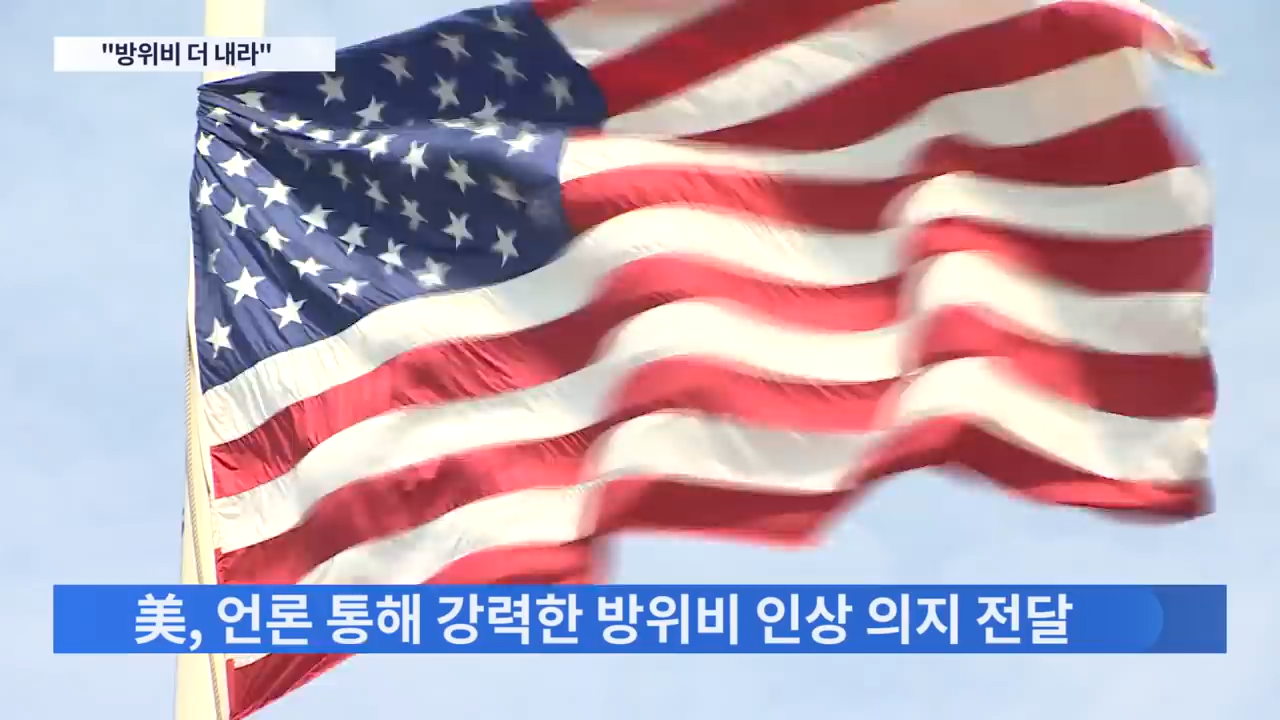 "방위비 더 내라"
美, 언론 통해 강력한 방위비 인상 의지 전달